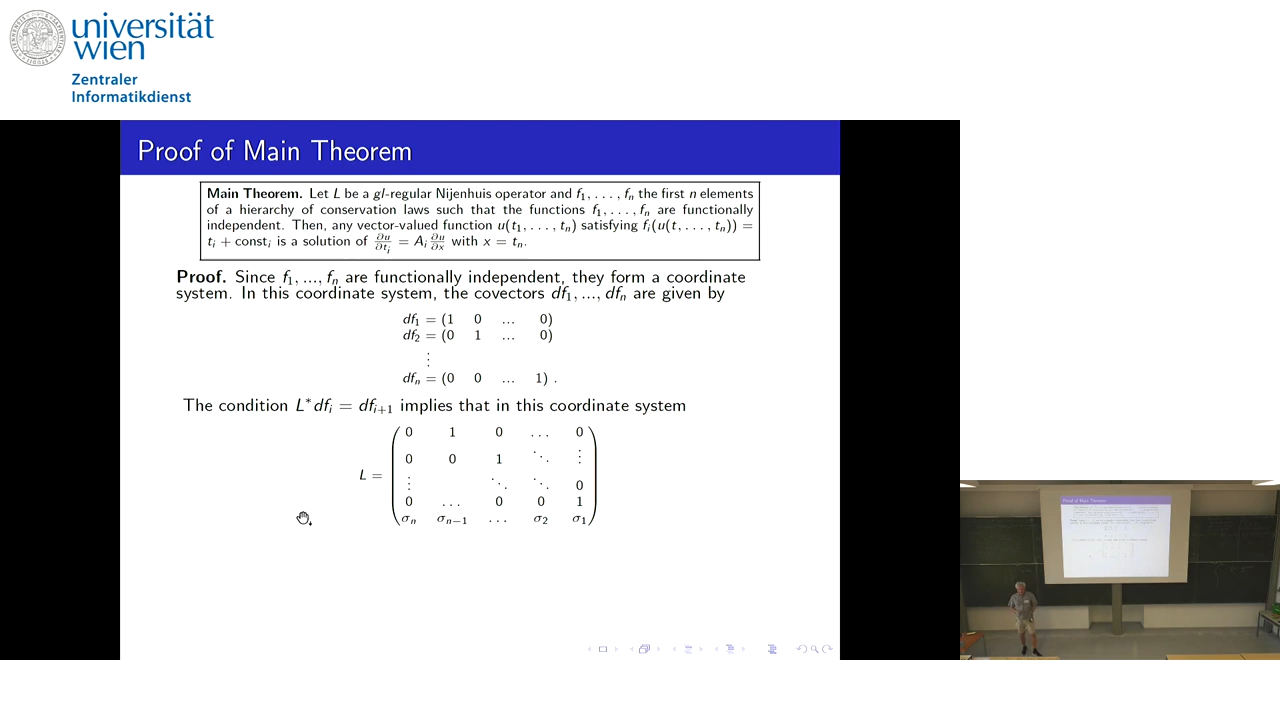 universität
wien
Zentraler
Informatikdienst
Proof of Main Theorem
Main Theorem. Let L be a gl-regular Nijenhuis operator and f₁, . . . , fₙ the first n elements
of a hierarchy of conservation laws such that the functions f₁, . . . , fₙ are functionally
independent. Then, any vector-valued function u(t₁, . . . , tₙ) satisfying fᵢ(u(t, . . . , tₙ)) =
tᵢ + constᵢ is a solution of ∂u/∂tᵢ = Aᵢ ∂u/∂x with x = tₙ.
Proof. Since f₁, ..., fₙ are functionally independent, they form a coordinate
system. In this coordinate system, the covectors df₁, ..., dfₙ are given by
df₁ = (1 0 ... 0)
df₂ = (0 1 ... 0)
⋮
dfₙ = (0 0 ... 1) .
The condition L*dfᵢ = dfᵢ₊₁ implies that in this coordinate system
0 1 0 . . . 0
0 0 1 ⋱ ⋮
L =
⋮ ⋱ ⋱ 0
0 . . . 0 0 1
σₙ σₙ₋₁ . . . σ₂ σ₁